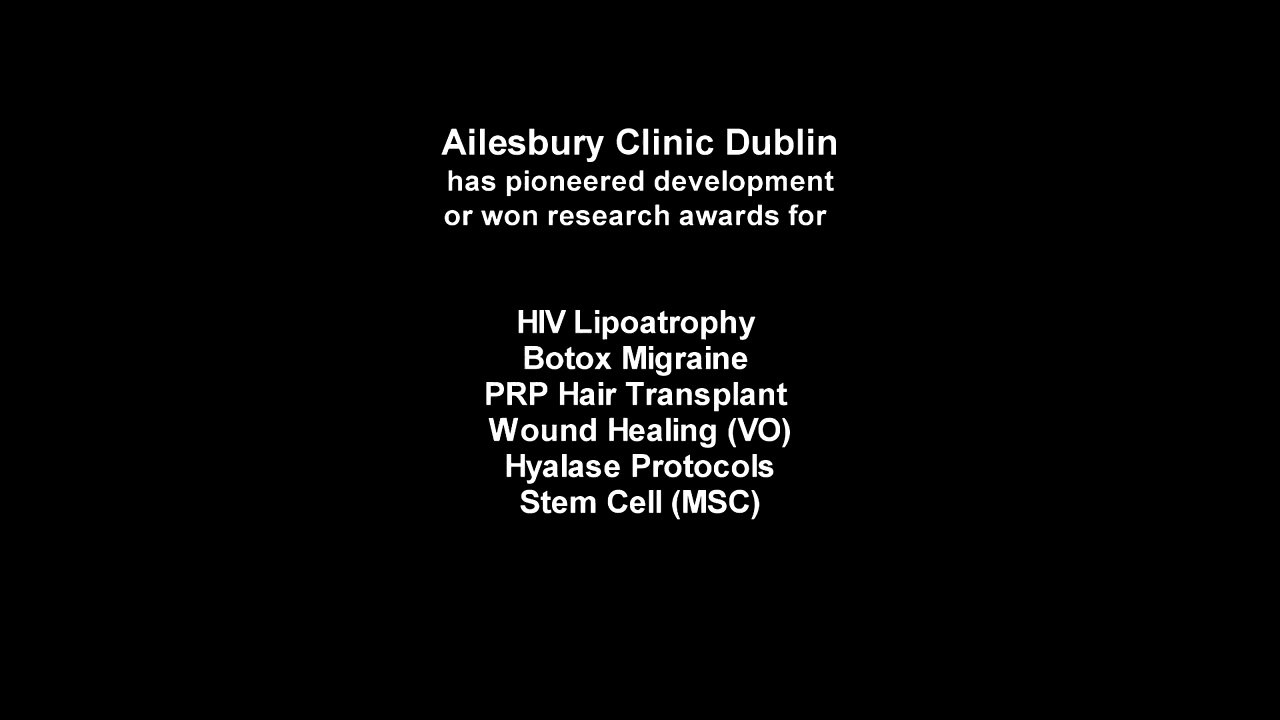 Ailesbury Clinic Dublin
has pioneered development
or won research awards for
HIV Lipoatrophy
Botox Migraine
PRP Hair Transplant
Wound Healing (VO)
Hyalase Protocols
Stem Cell (MSC)